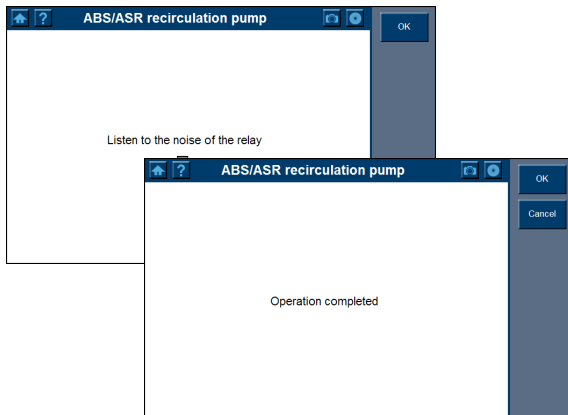 ?
ABS/ASR recirculation pump
OK
Listen to the noise of the relay
?
ABS/ASR recirculation pump
OK
Cancel
Operation completed